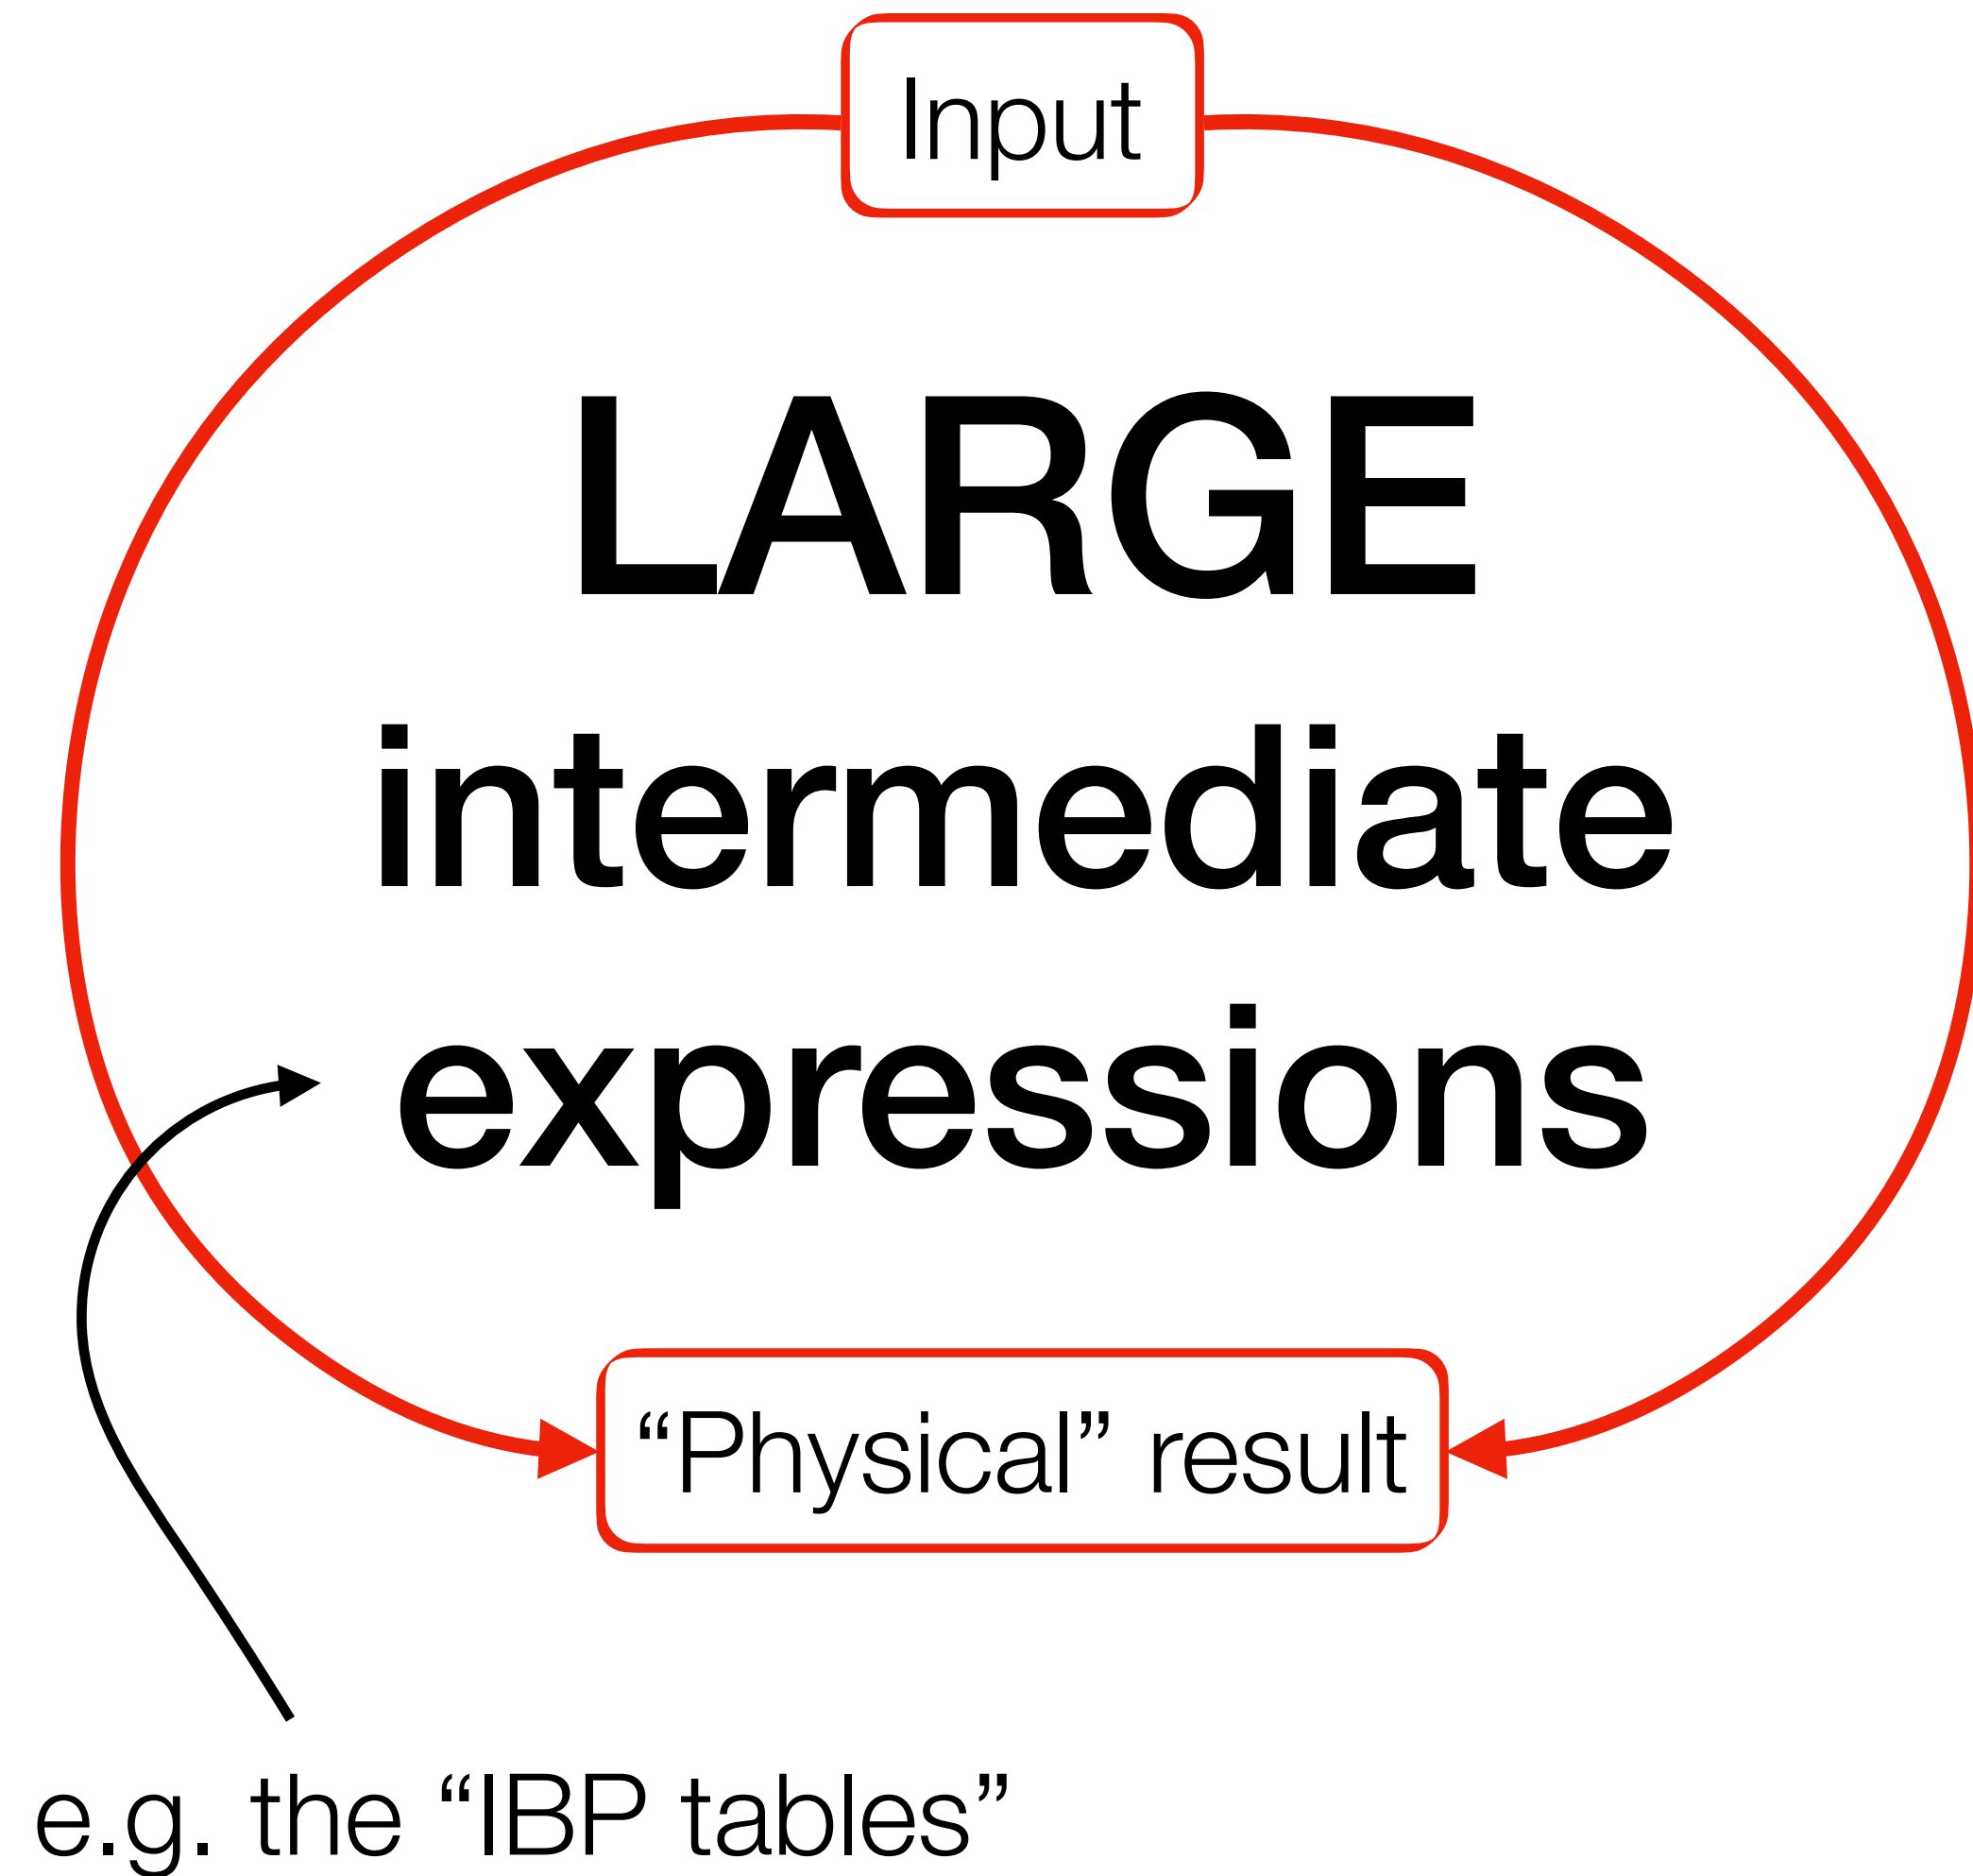 Input
LARGE
intermediate
expressions
“Physical” result
e.g. the “IBP tables”